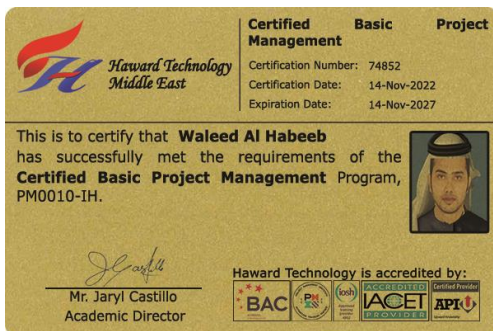 Haward Technology
Middle East
Certified Basic Project
Management
Certification Number: 74852
Certification Date: 14-Nov-2022
Expiration Date: 14-Nov-2027
This is to certify that Waleed Al Habeeb
has successfully met the requirements of the
Certified Basic Project Management Program,
PM0010-IH.
Mr. Jaryl Castillo
Academic Director
Haward Technology is accredited by:
BAC
PM
iosh
ACCREDITED
IACET
PROVIDER
Certified Provider
API U